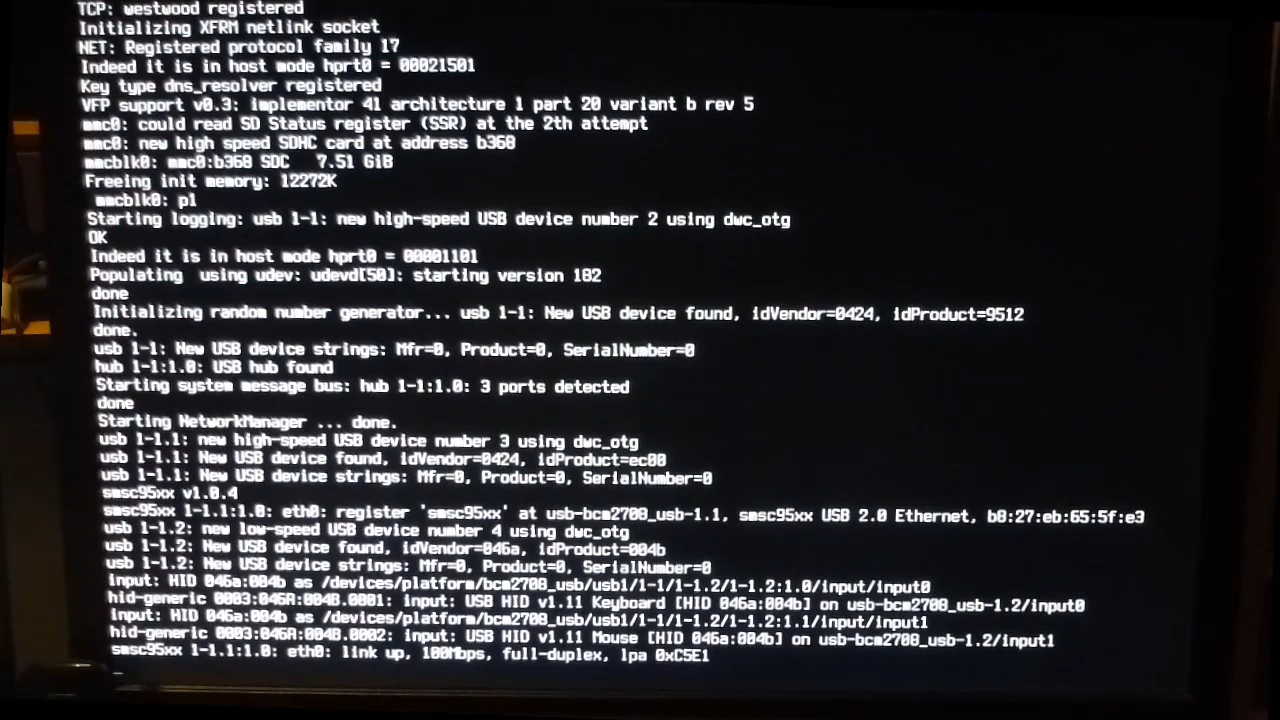 TCP: westwood registered
Initializing XFRM netlink socket
NET: Registered protocol family 17
Indeed it is in host mode hprt0 = 00021501
Key type dns_resolver registered
VFP support v0.3: implementor 41 architecture 1 part 20 variant b rev 5
mmc0: could read SD Status register (SSR) at the 2th attempt
mmc0: new high speed SDHC card at address b368
mmcblk0: mmc0:b368 SDC   7.51 GiB
Freeing init memory: 12272K
mmcblk0: p1
Starting logging: usb 1-1: new high-speed USB device number 2 using dwc_otg
OK
Indeed it is in host mode hprt0 = 00001101
Populating  using udev: udevd[50]: starting version 182
done
Initializing random number generator... usb 1-1: New USB device found, idVendor=0424, idProduct=9512
done.
usb 1-1: New USB device strings: Mfr=0, Product=0, SerialNumber=0
hub 1-1:1.0: USB hub found
Starting system message bus: hub 1-1:1.0: 3 ports detected
done
Starting NetworkManager ... done.
usb 1-1.1: new high-speed USB device number 3 using dwc_otg
usb 1-1.1: New USB device found, idVendor=0424, idProduct=ec00
usb 1-1.1: New USB device strings: Mfr=0, Product=0, SerialNumber=0
smsc95xx v1.0.4
smsc95xx 1-1.1:1.0: eth0: register 'smsc95xx' at usb-bcm2708_usb-1.1, smsc95xx USB 2.0 Ethernet, b8:27:eb:65:5f:e3
usb 1-1.2: new low-speed USB device number 4 using dwc_otg
usb 1-1.2: New USB device found, idVendor=046a, idProduct=004b
usb 1-1.2: New USB device strings: Mfr=0, Product=0, SerialNumber=0
input: HID 046a:004b as /devices/platform/bcm2708_usb/usb1/1-1/1-1.2/1-1.2:1.0/input/input0
hid-generic 0003:046A:004B.0001: input: USB HID v1.11 Keyboard [HID 046a:004b] on usb-bcm2708_usb-1.2/input0
input: HID 046a:004b as /devices/platform/bcm2708_usb/usb1/1-1/1-1.2/1-1.2:1.1/input/input1
hid-generic 0003:046A:004B.0002: input: USB HID v1.11 Mouse [HID 046a:004b] on usb-bcm2708_usb-1.2/input1
smsc95xx 1-1.1:1.0: eth0: link up, 100Mbps, full-duplex, lpa 0xC5E1